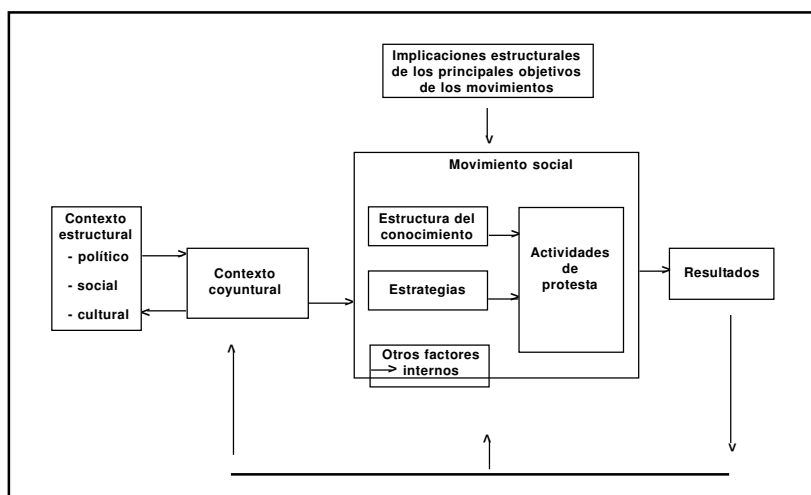 Implicaciones estructurales
de los principales objetivos
de los movimientos
Movimiento social
Contexto
estructural
- político
- social
- cultural
Contexto
coyuntural
Estructura del
conocimiento
Estrategias
Otros factores
internos
Actividades
de
protesta
Resultados